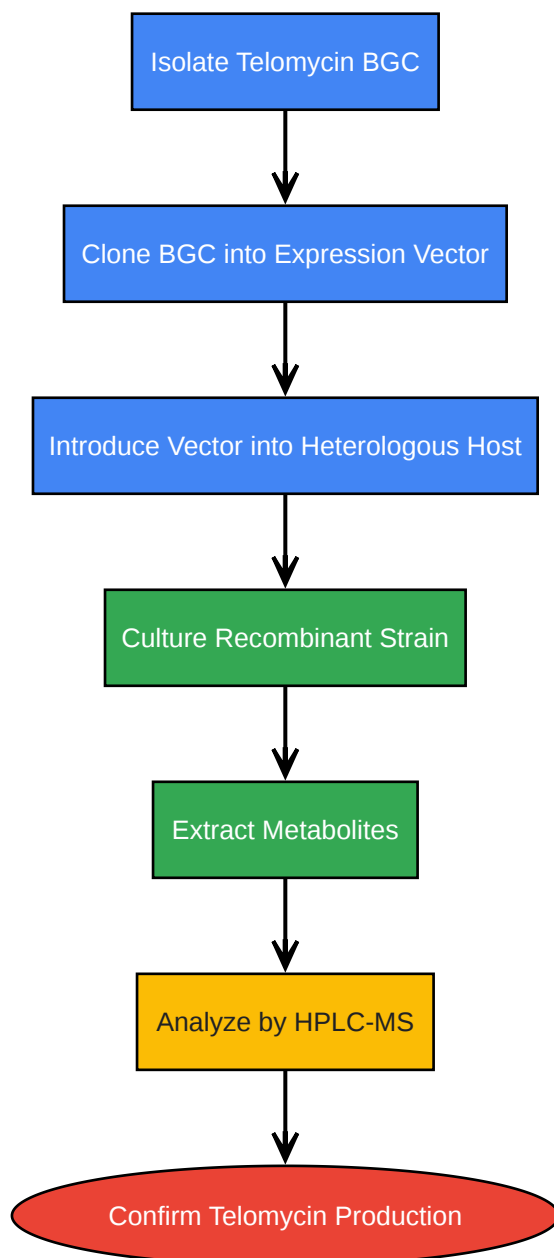 Isolate Telomycin BGC
Clone BGC into Expression Vector
Introduce Vector into Heterologous Host
Culture Recombinant Strain
Extract Metabolites
Analyze by HPLC-MS
Confirm Telomycin Production